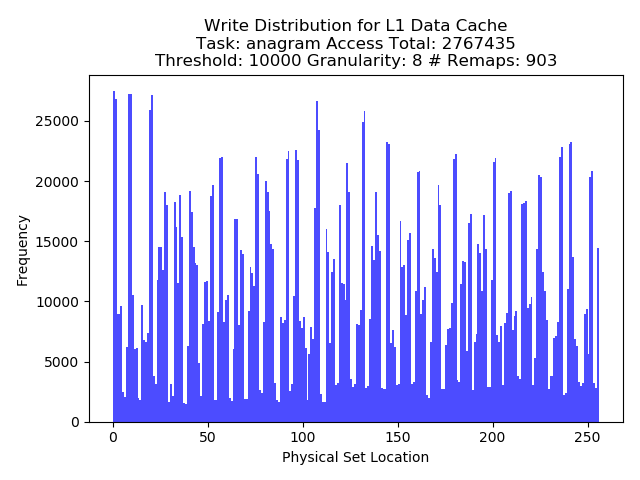 Write Distribution for L1 Data Cache
Task: anagram Access Total: 2767435
Threshold: 10000 Granularity: 8 # Remaps: 903
Frequency
25000
20000
15000
10000
5000
0
0 50 100 150 200 250
Physical Set Location